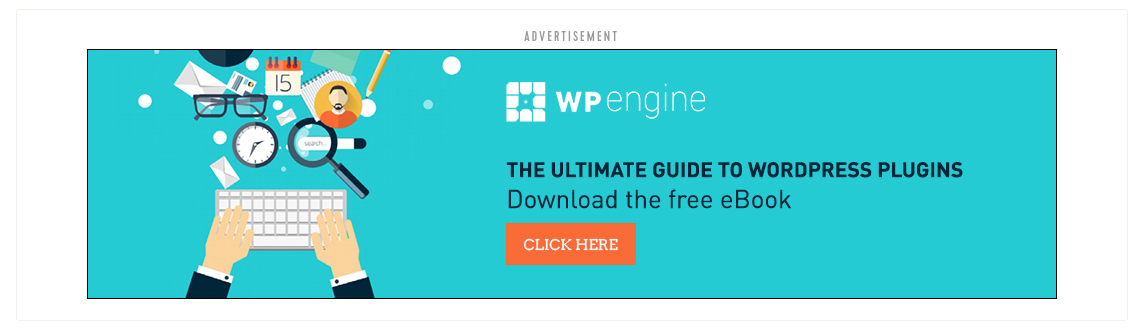 ADVERTISEMENT
15
search...
WP engine
THE ULTIMATE GUIDE TO WORDPRESS PLUGINS
Download the free eBook
CLICK HERE